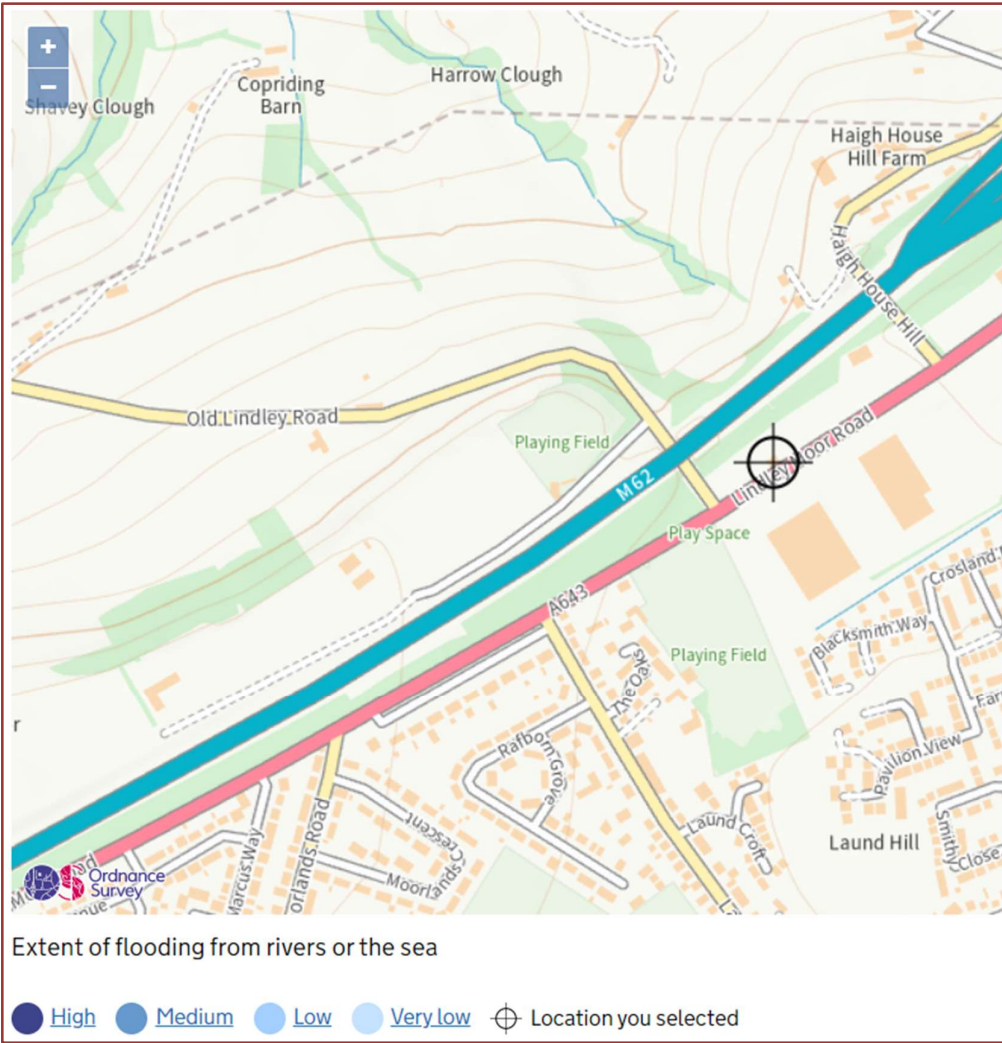 +
−
Shavey Clough
Copriding
Barn
Harrow Clough
Haigh House
Hill Farm
Haigh House Hill
Old Lindley Road
Playing Field
M62
Lindley Moor Road
Play Space
A643
Crosland
Blacksmith Way
The Oaks
Playing Field
r
Rafborn Grove
Pavilion View
Laund Croft
Laund Hill
Smithy
Close
Crescent
Moorlands
Marcus Way
orlands Road
Ordnance
Survey
Extent of flooding from rivers or the sea
High Medium Low Very low Location you selected